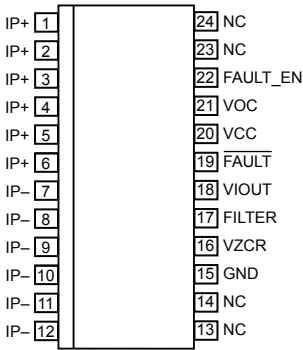 IP+ 1 24 NC
IP+ 2 23 NC
IP+ 3 22 FAULT_EN
IP+ 4 21 VOC
IP+ 5 20 VCC
IP+ 6 19 FAULT
IP– 7 18 VIOUT
IP– 8 17 FILTER
IP– 9 16 VZCR
IP– 10 15 GND
IP– 11 14 NC
IP– 12 13 NC